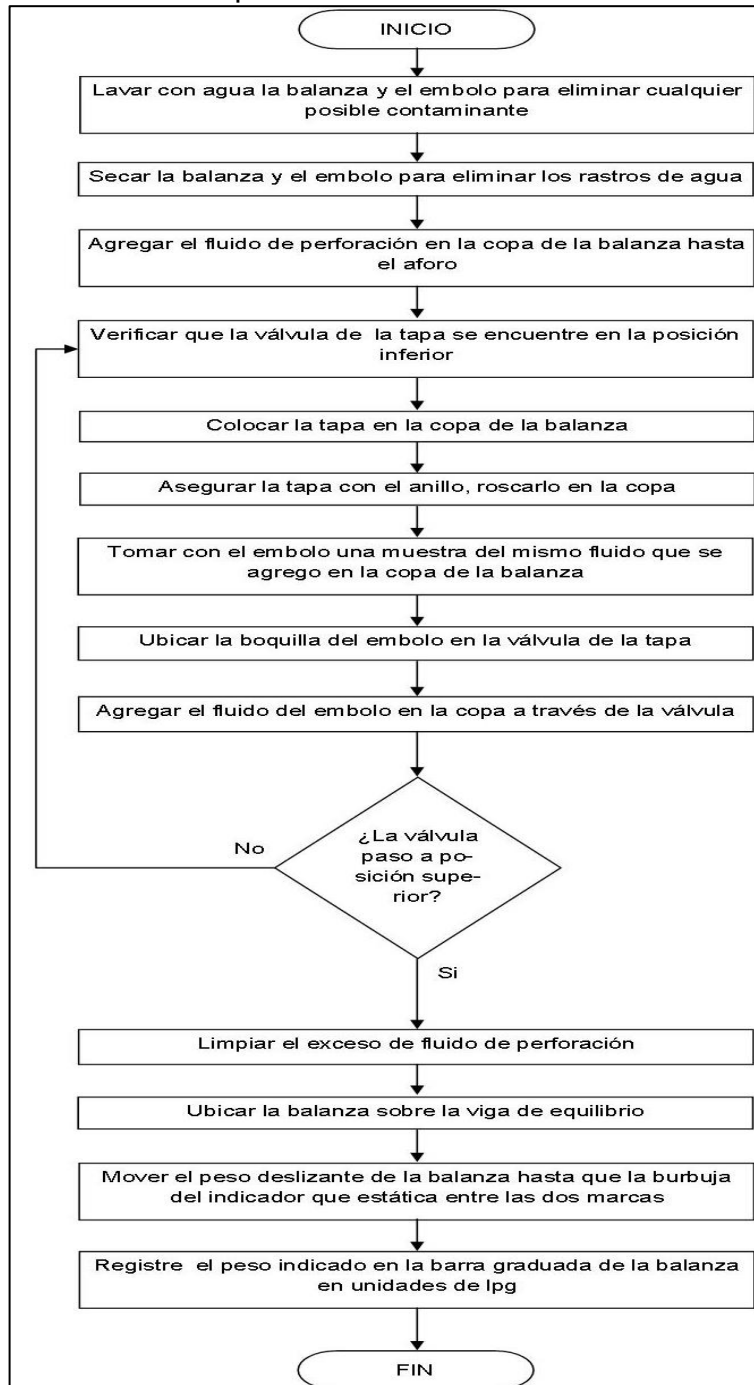 INICIO
Lavar con agua la balanza y el embolo para eliminar cualquier
posible contaminante
Secar la balanza y el embolo para eliminar los rastros de agua
Agregar el fluido de perforación en la copa de la balanza hasta
el aforo
Verificar que la válvula de la tapa se encuentre en la posición
inferior
Colocar la tapa en la copa de la balanza
Asegurar la tapa con el anillo, roscarlo en la copa
Tomar con el embolo una muestra del mismo fluido que se
agrego en la copa de la balanza
Ubicar la boquilla del embolo en la válvula de la tapa
Agregar el fluido del embolo en la copa a través de la válvula
¿La válvula
paso a po-
sición supe-
rior?
No
Si
Limpiar el exceso de fluido de perforación
Ubicar la balanza sobre la viga de equilibrio
Mover el peso deslizante de la balanza hasta que la burbuja
del indicador que estática entre las dos marcas
Registre el peso indicado en la barra graduada de la balanza
en unidades de lpg
FIN